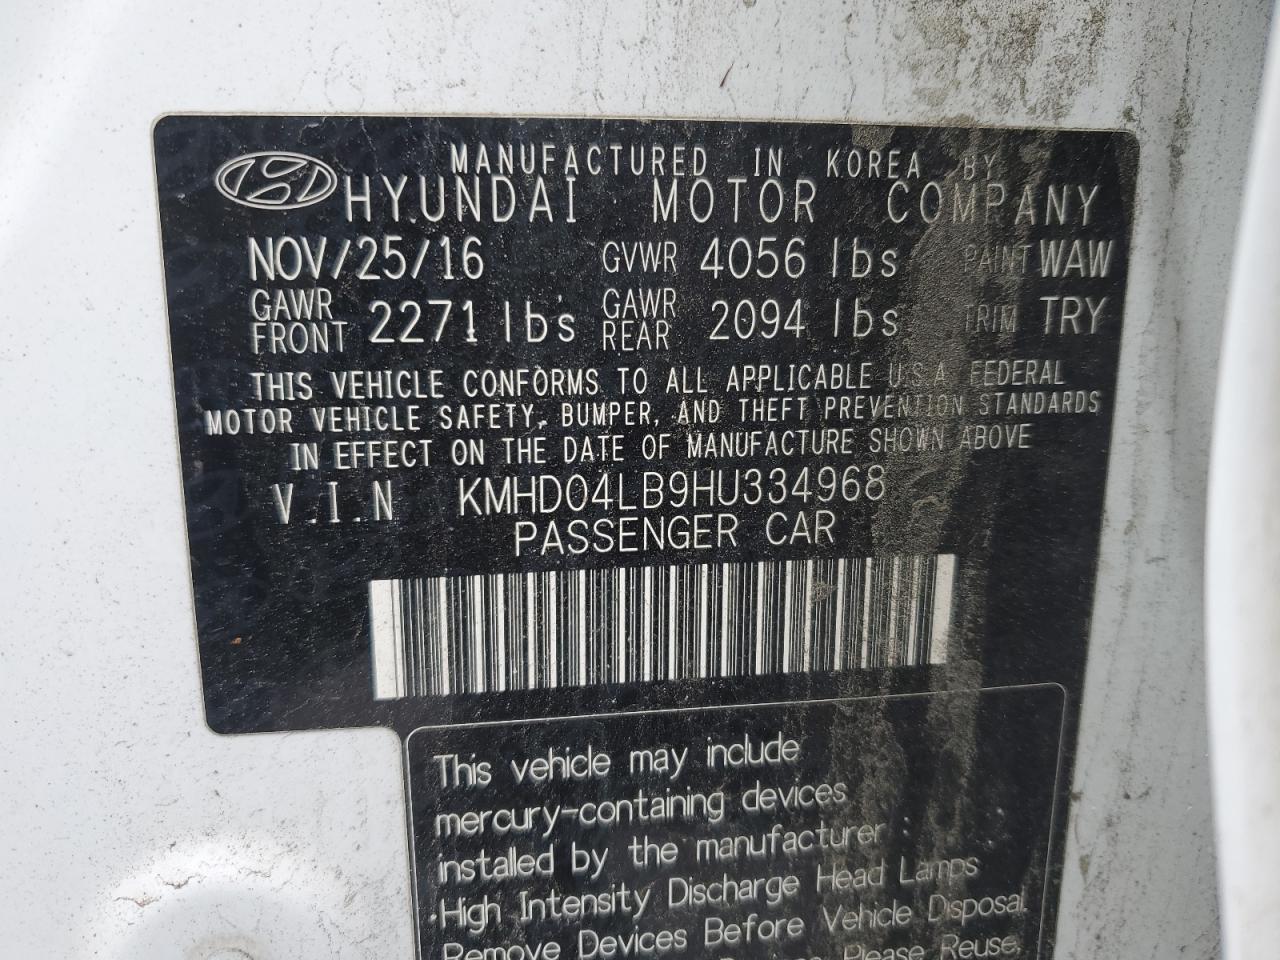 MANUFACTURED IN KOREA BY
HYUNDAI MOTOR COMPANY
NOV/25/16 GVWR 4056 lbs PAINT WAW
GAWR FRONT 2271 lbs GAWR REAR 2094 lbs TRIM TRY
THIS VEHICLE CONFORMS TO ALL APPLICABLE U.S.A. FEDERAL
MOTOR VEHICLE SAFETY, BUMPER, AND THEFT PREVENTION STANDARDS
IN EFFECT ON THE DATE OF MANUFACTURE SHOWN ABOVE
V.I.N KMHD04LB9HU334968
PASSENGER CAR
This vehicle may include
mercury-containing devices
installed by the manufacturer :
·High Intensity Discharge Head Lamps
Remove Devices Before Vehicle Disposal.
Please Reuse,